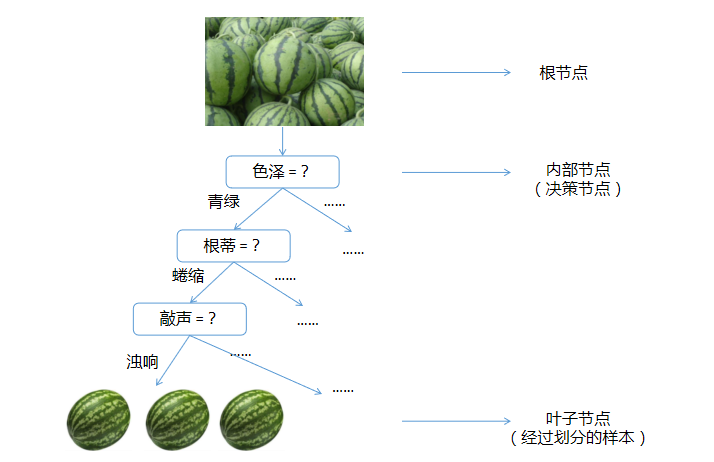 根节点
色泽 = ?
内部节点
（决策节点）
青绿
......
......
根蒂 = ?
蜷缩
......
......
敲声 = ?
浊响
......
......
叶子节点
（经过划分的样本）